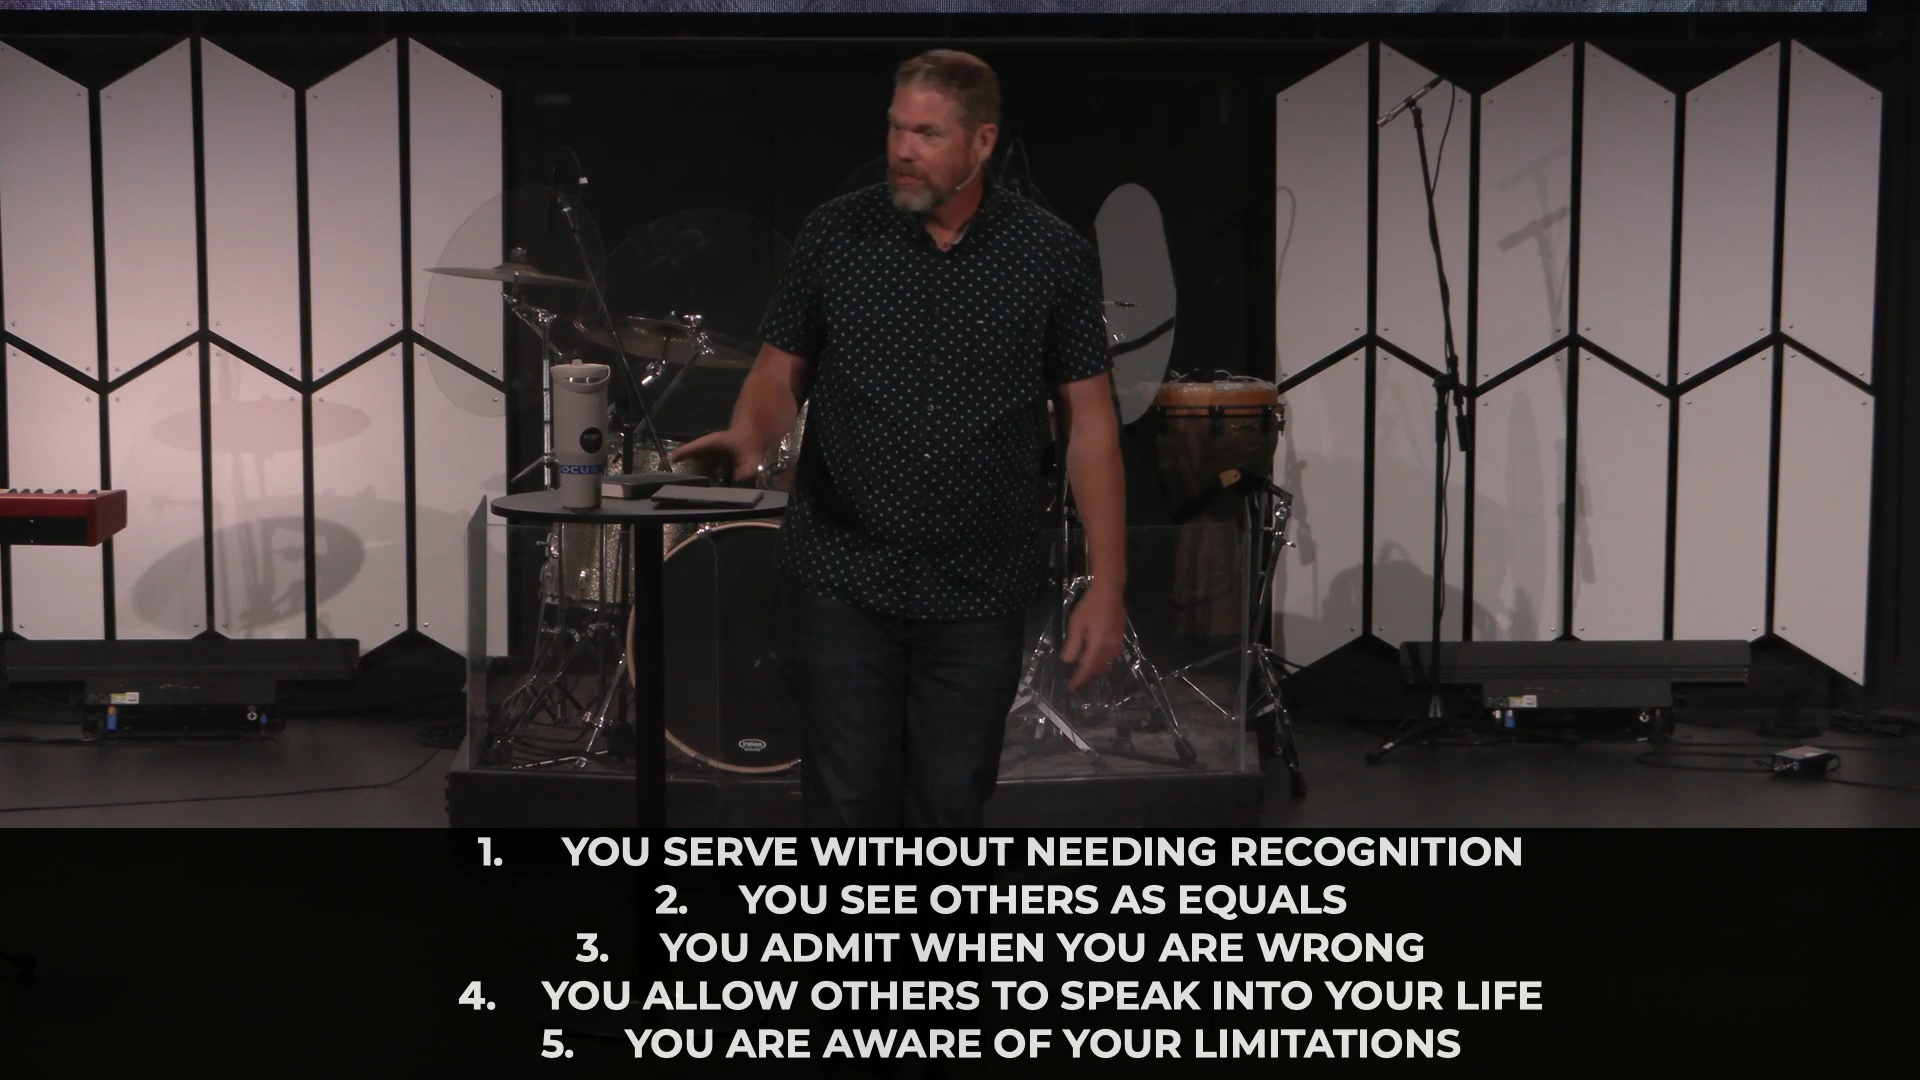 OCUS
1. YOU SERVE WITHOUT NEEDING RECOGNITION
2. YOU SEE OTHERS AS EQUALS
3. YOU ADMIT WHEN YOU ARE WRONG
4. YOU ALLOW OTHERS TO SPEAK INTO YOUR LIFE
5. YOU ARE AWARE OF YOUR LIMITATIONS